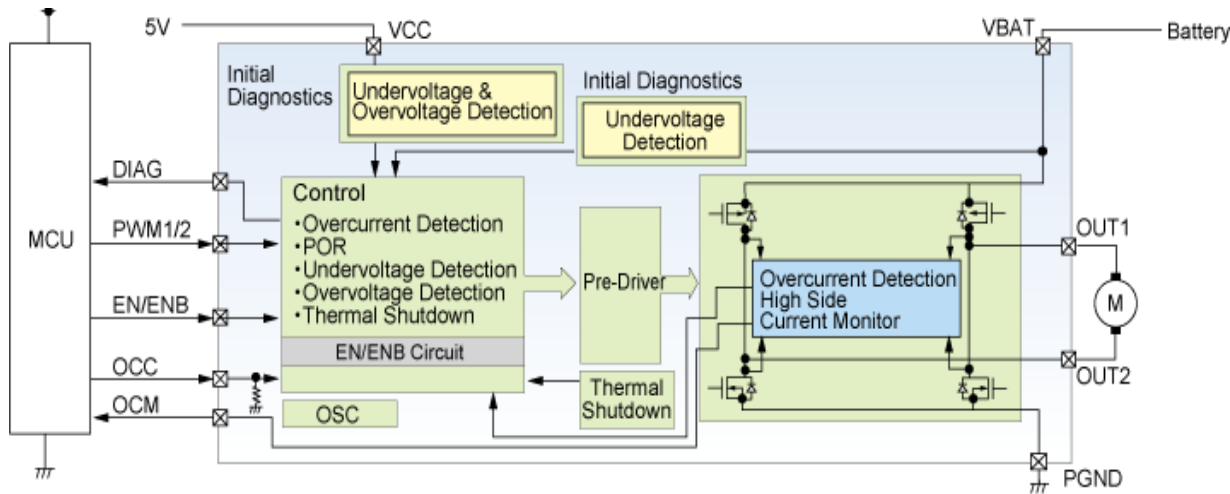 5V
VCC
VBAT
Battery
Initial
Diagnostics
Undervoltage &
Overvoltage Detection
Initial Diagnostics
Undervoltage
Detection
MCU
DIAG
PWM1/2
EN/ENB
OCC
OCM
Control
・Overcurrent Detection
・POR
・Undervoltage Detection
・Overvoltage Detection
・Thermal Shutdown
EN/ENB Circuit
OSC
Pre-Driver
Thermal
Shutdown
Overcurrent Detection
High Side
Current Monitor
OUT1
M
OUT2
PGND